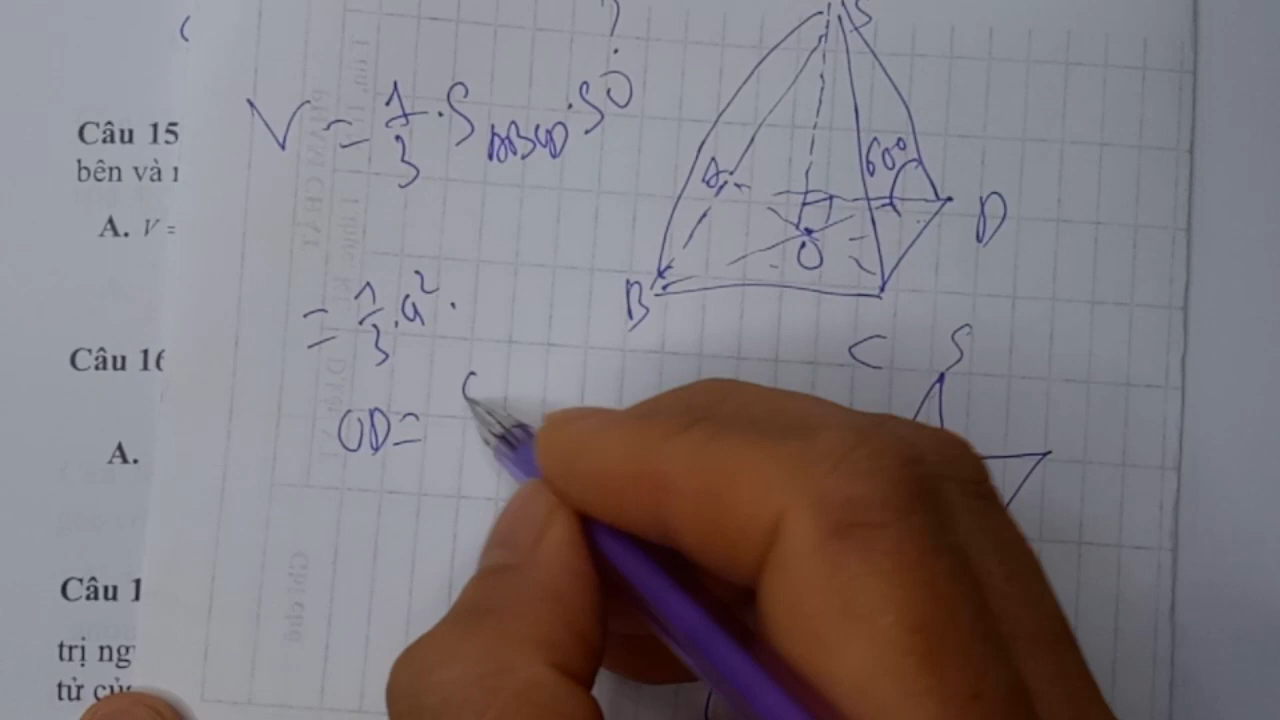 Câu 15
bên và
A. V =
V = 1/3 . S ABCD . SO
?
S
60°
A
D
O
B
C
= 1/3 . a² .
S
Câu 16
OD =
A.
Câu 1
trị ng
tử củ